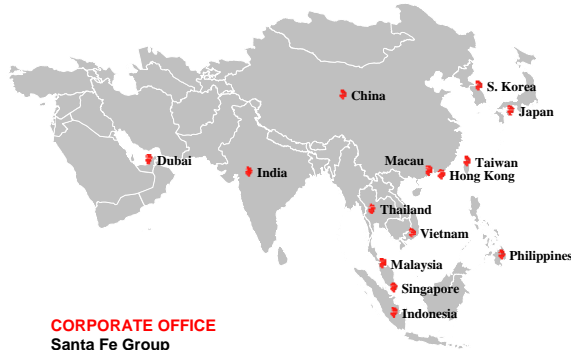 S. Korea
China
Japan
Macau
Taiwan
Dubai
India
Hong Kong
Thailand
Vietnam
Philippines
Malaysia
Singapore
Indonesia
CORPORATE OFFICE
Santa Fe Group